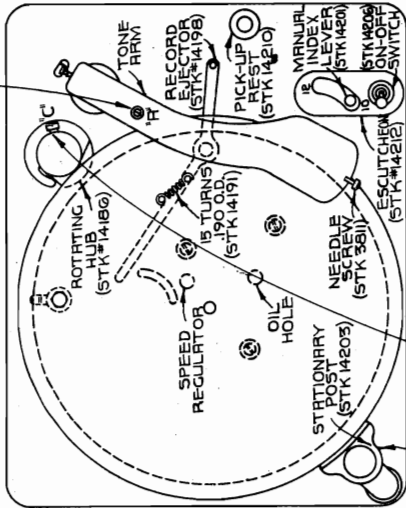 "C"
ROTATING
HUB
(STK#14186)
TONE
ARM
"R"
RECORD
EJECTOR
PICK-UP
REST
(STK 14210)
MANUAL
INDEX
LEVER
(STK 14201)
(STK 14206)
ON-OFF
SWITCH
12
10
ESCUTCHEON
(STK#14212)
15 TURNS
.190 O.D.
(STK 14191)
SPEED
REGULATOR
OIL
HOLE
NEEDLE
SCREW
(STK 3811)
STATIONARY
POST
(STK 14203)